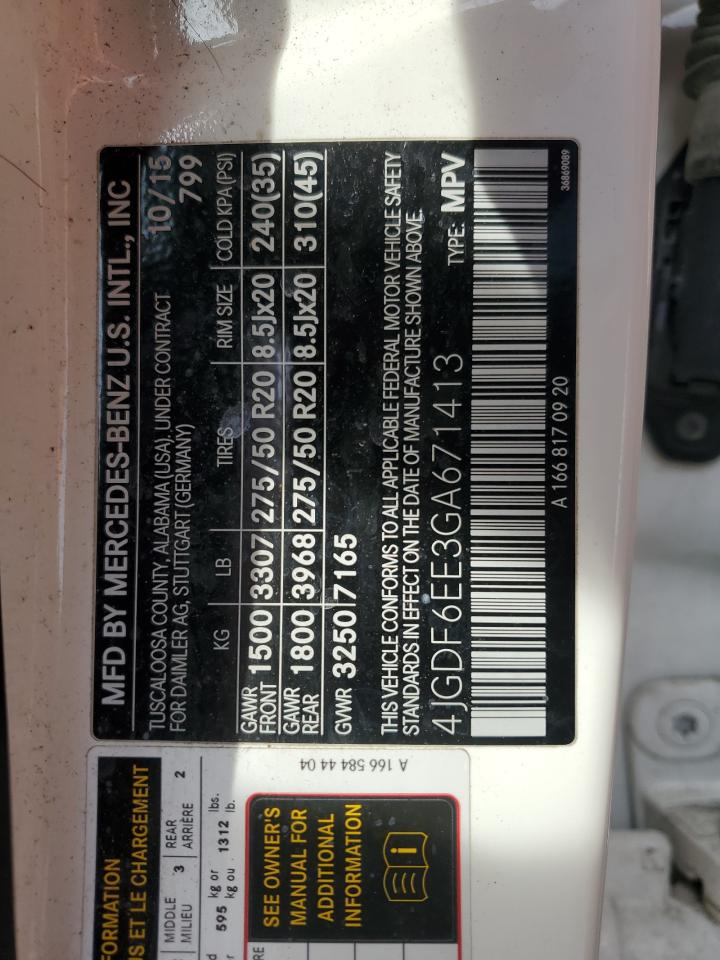 MFD BY MERCEDES-BENZ U.S. INTL., INC
TUSCALOOSA COUNTY, ALABAMA (USA), UNDER CONTRACT 10/15
FOR DAIMLER AG, STUTTGART (GERMANY) 799
KG LB TIRES RIM SIZE COLD KPA (PSI)
GAWR FRONT 1500 3307 275/50 R20 8.5Jx20 240(35)
GAWR REAR 1800 3968 275/50 R20 8.5Jx20 310(45)
GVWR 3250 7165
THIS VEHICLE CONFORMS TO ALL APPLICABLE FEDERAL MOTOR VEHICLE SAFETY
STANDARDS IN EFFECT ON THE DATE OF MANUFACTURE SHOWN ABOVE.
4JGDF6EE3GA671413 TYPE: MPV
A 166 817 09 20
36869089
A 166 584 44 04
ET LE CHARGEMENT
MIDDLE 3 REAR 2
MILIEU ARRIÈRE
595 kg or 1312 lbs.
kg ou lb.
SEE OWNER'S
MANUAL FOR
ADDITIONAL
INFORMATION